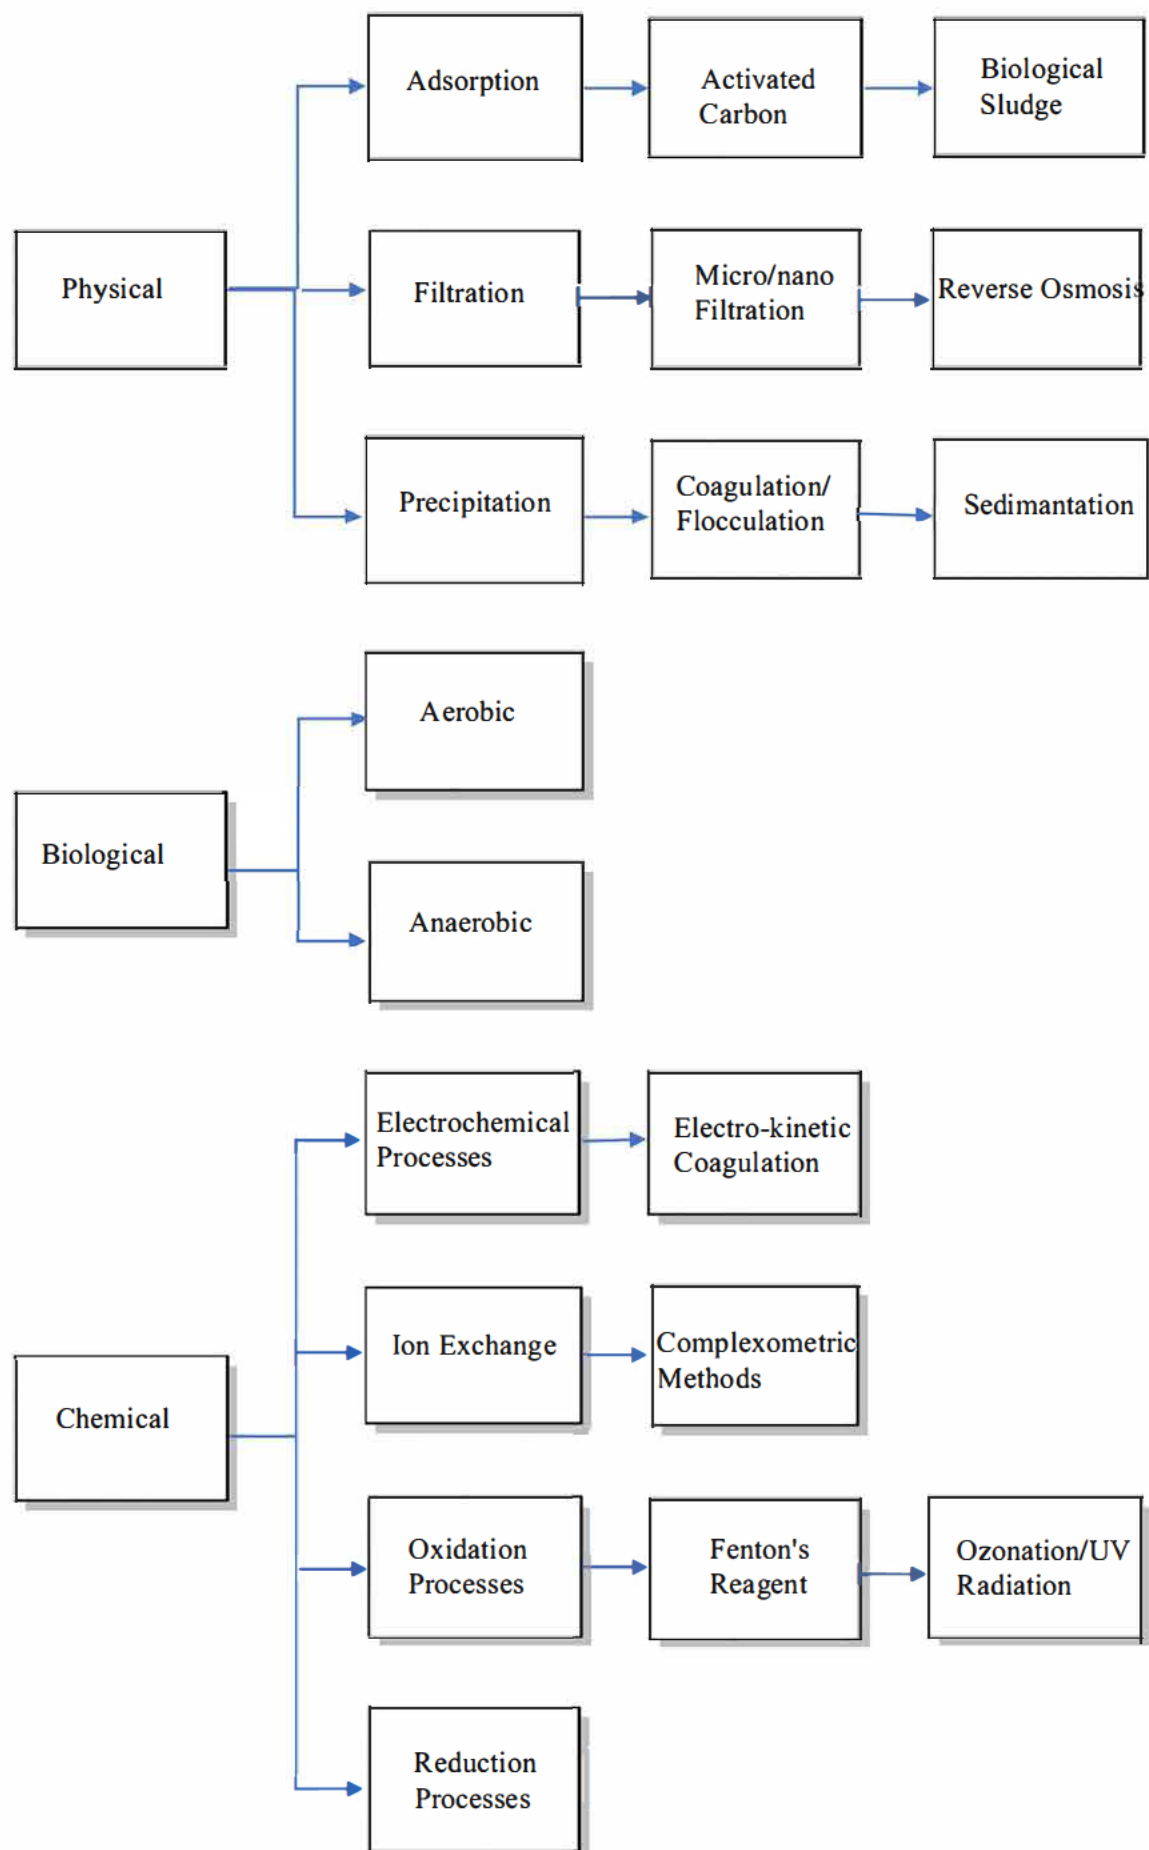 Adsorption
Activated
Carbon
Biological
Sludge
Physical
Filtration
Micro/nano
Filtration
Reverse Osmosis
Precipitation
Coagulation/
Flocculation
Sedimantation
Biological
Aerobic
Anaerobic
Chemical
Electrochemical
Processes
Electro-kinetic
Coagulation
Ion Exchange
Complexometric
Methods
Oxidation
Processes
Fenton's
Reagent
Ozonation/UV
Radiation
Reduction
Processes